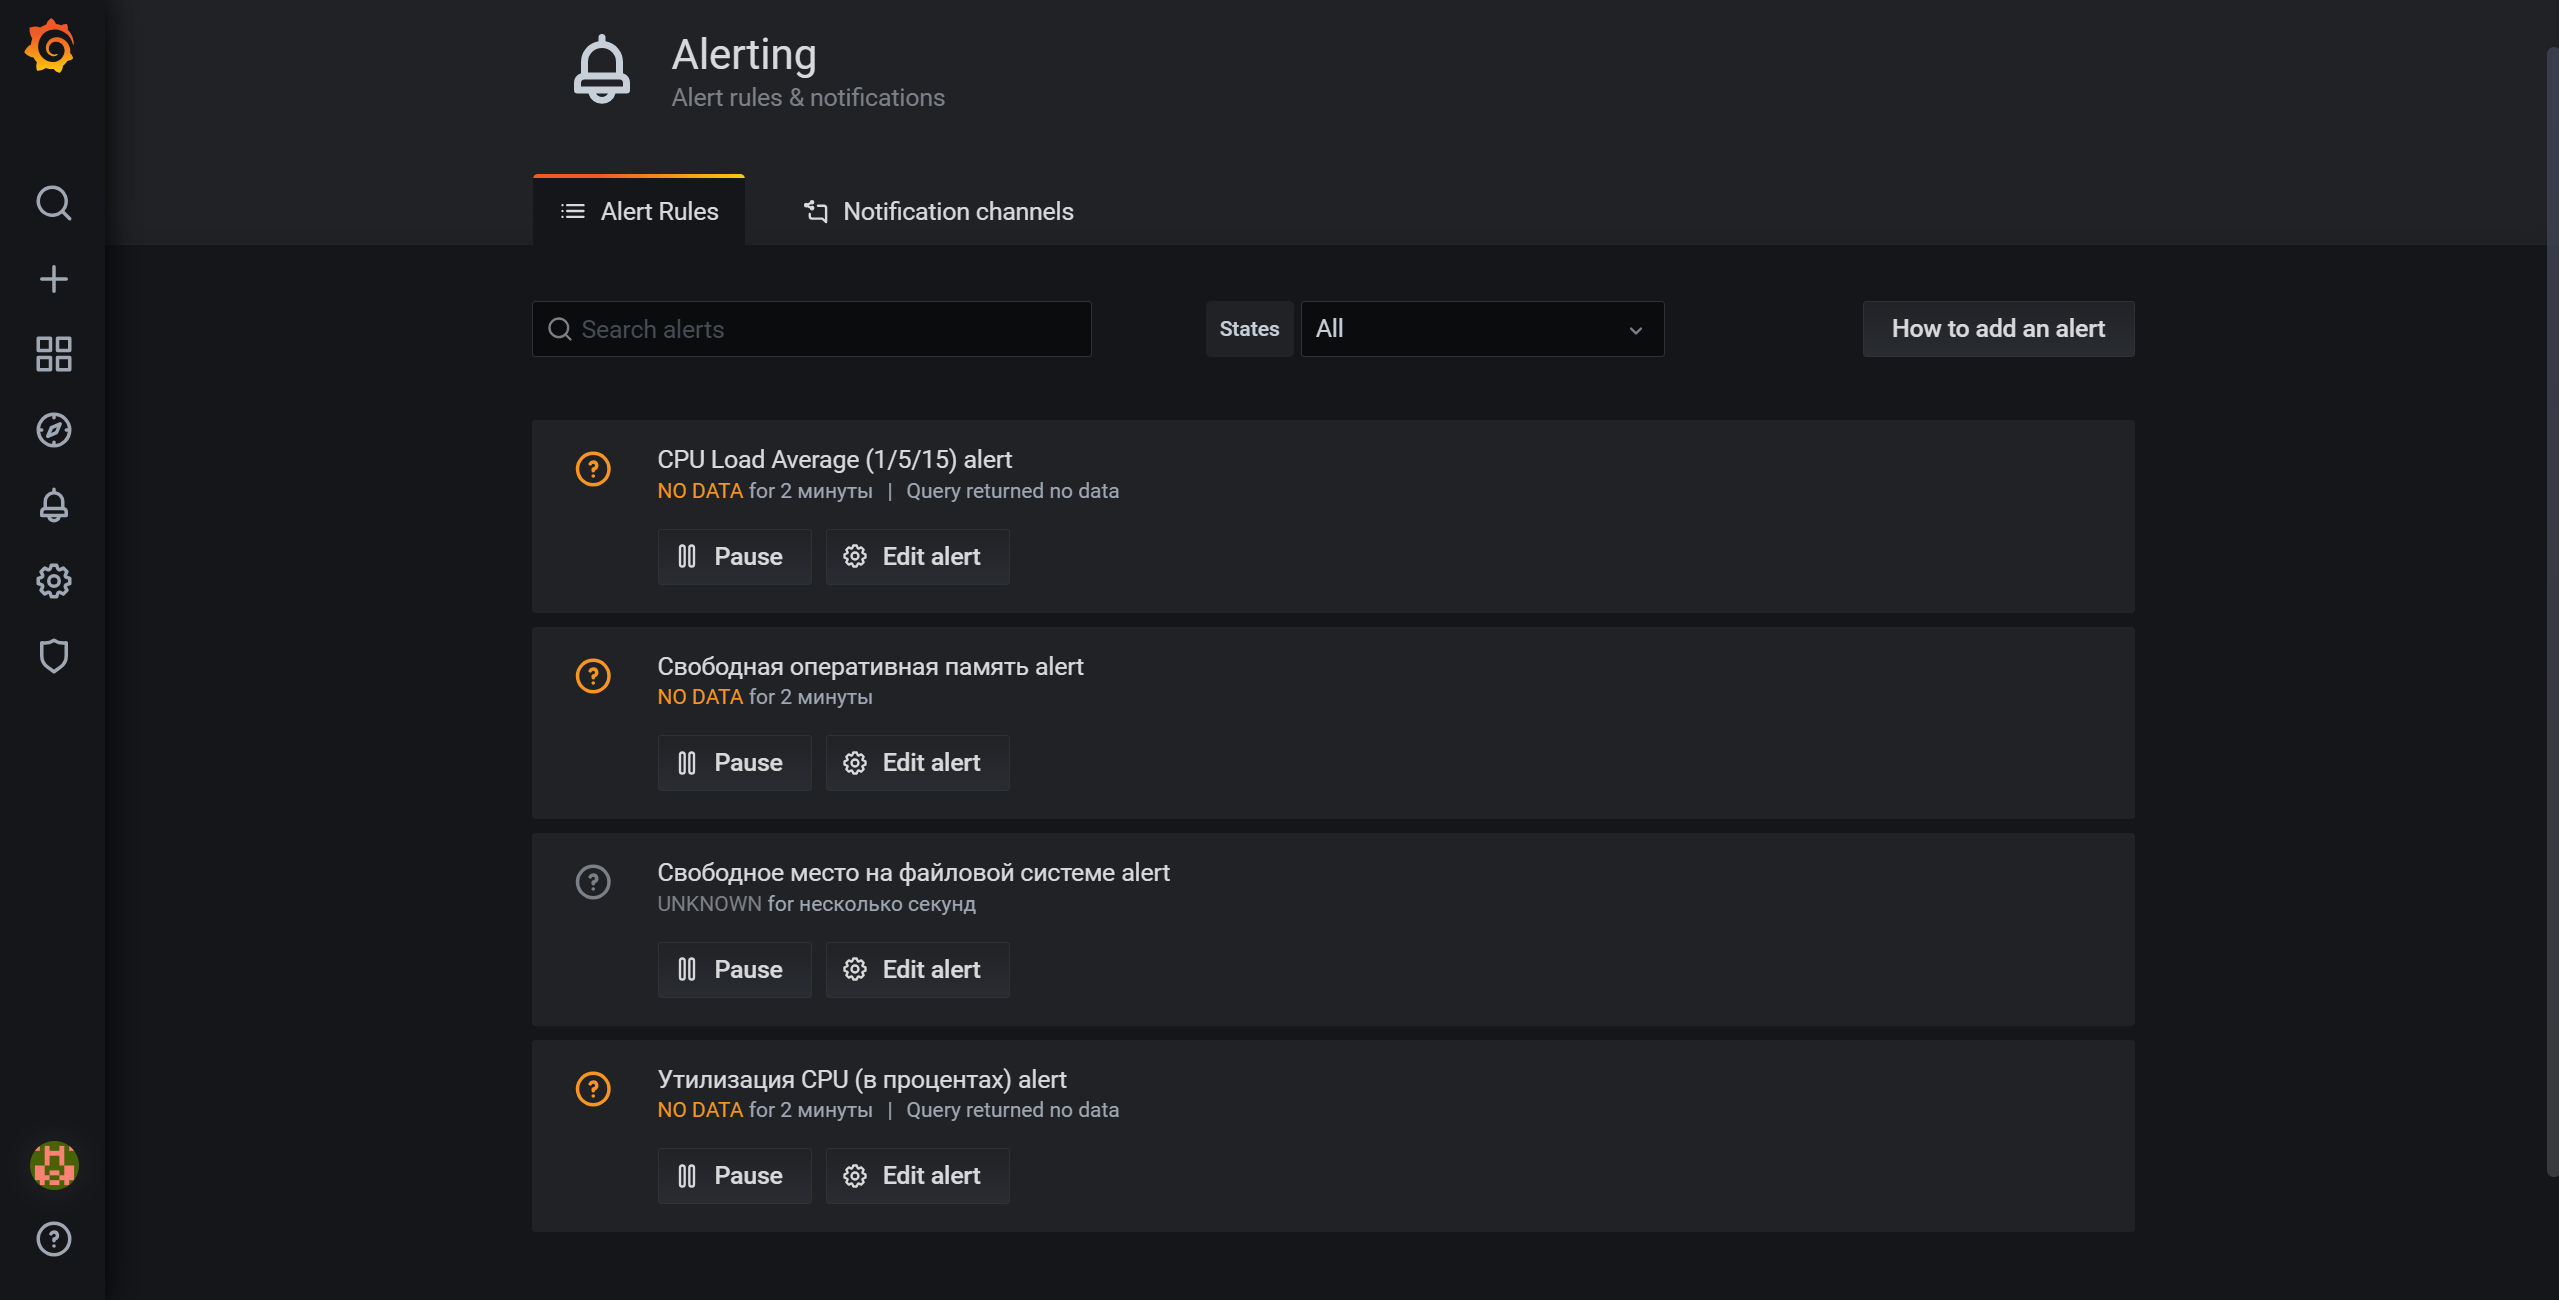 Alerting
Alert rules & notifications
Alert Rules
Notification channels
Search alerts
States
All
How to add an alert
CPU Load Average (1/5/15) alert
NO DATA for 2 минуты | Query returned no data
Pause
Edit alert
Свободная оперативная память alert
NO DATA for 2 минуты
Pause
Edit alert
Свободное место на файловой системе alert
UNKNOWN for несколько секунд
Pause
Edit alert
Утилизация CPU (в процентах) alert
NO DATA for 2 минуты | Query returned no data
Pause
Edit alert